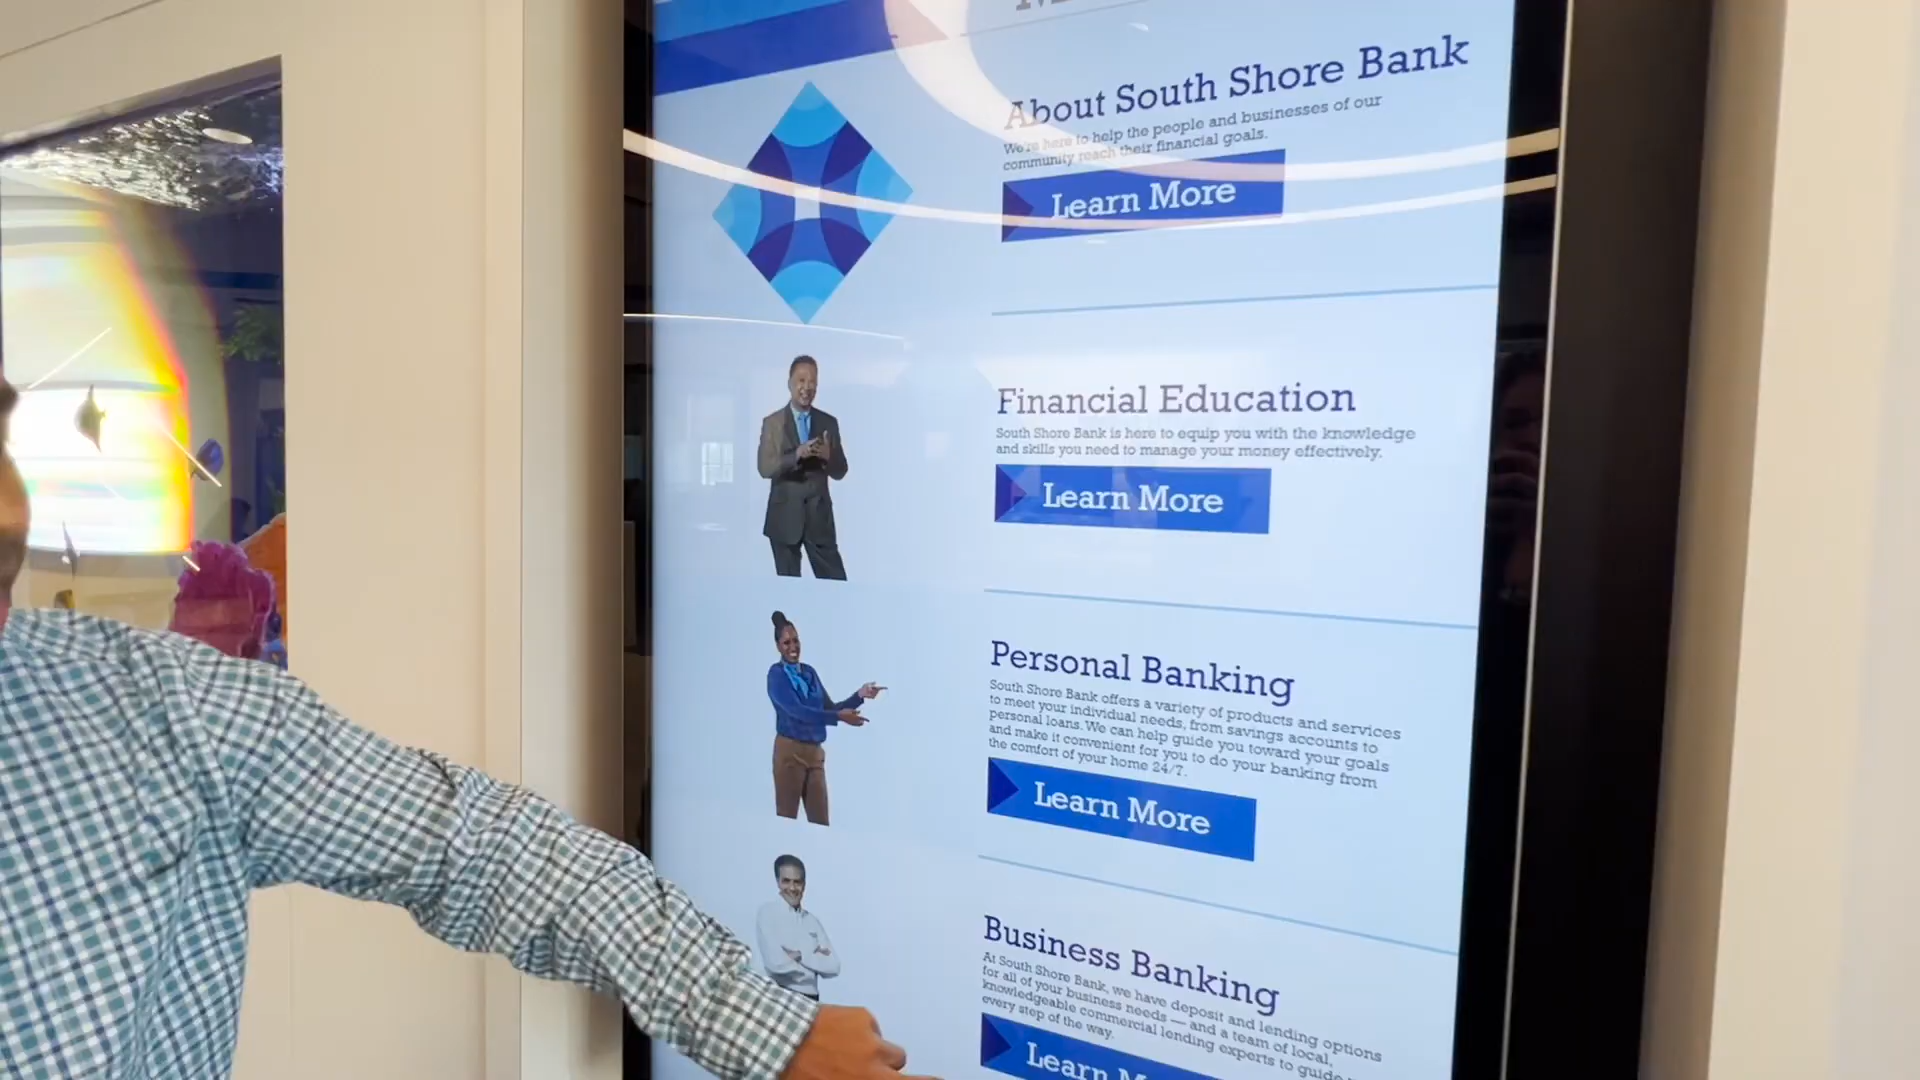 About South Shore Bank
We're here to help the people and businesses of our
community reach their financial goals.
Learn More
Financial Education
South Shore Bank is here to equip you with the knowledge
and skills you need to manage your money effectively.
Learn More
Personal Banking
South Shore Bank offers a variety of products and services
to meet your individual needs, from savings accounts to
personal loans. We can help guide you toward your goals
and make it convenient for you to do your banking from
the comfort of your home 24/7.
Learn More
Business Banking
At South Shore Bank, we have deposit and lending options
for all of your business needs — and a team of local,
knowledgeable commercial lending experts to guide
every step of the way.
Learn